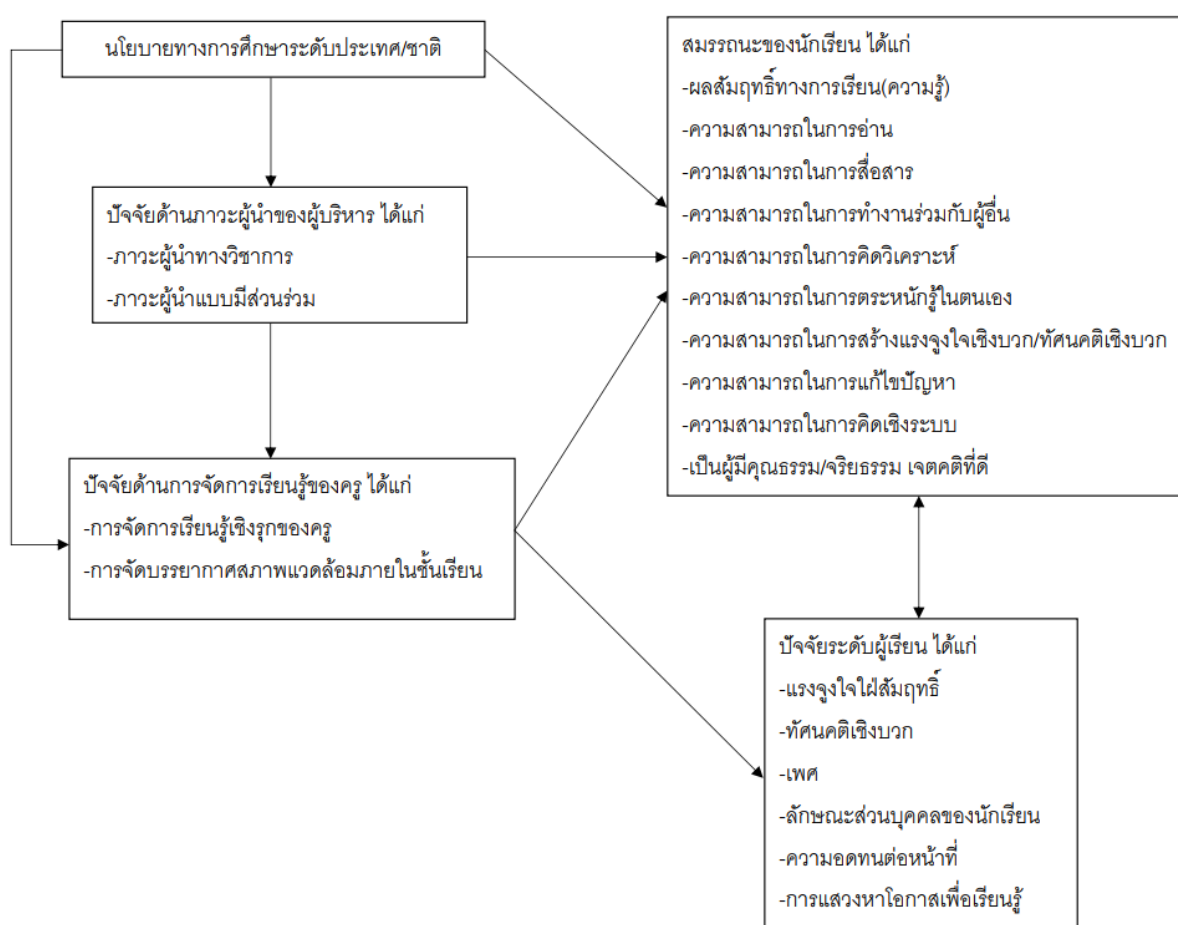 นโยบายทางการศึกษาระดับประเทศ/ชาติ
ปัจจัยด้านภาวะผู้นำของผู้บริหาร ได้แก่
-ภาวะผู้นำทางวิชาการ
-ภาวะผู้นำแบบมีส่วนร่วม
ปัจจัยด้านการจัดการเรียนรู้ของครู ได้แก่
-การจัดการเรียนรู้เชิงรุกของครู
-การจัดบรรยากาศสภาพแวดล้อมภายในชั้นเรียน
สมรรถนะของนักเรียน ได้แก่
-ผลสัมฤทธิ์ทางการเรียน(ความรู้)
-ความสามารถในการอ่าน
-ความสามารถในการสื่อสาร
-ความสามารถในการทำงานร่วมกับผู้อื่น
-ความสามารถในการคิดวิเคราะห์
-ความสามารถในการตระหนักรู้ในตนเอง
-ความสามารถในการสร้างแรงจูงใจเชิงบวก/ทัศนคติเชิงบวก
-ความสามารถในการแก้ไขปัญหา
-ความสามารถในการคิดเชิงระบบ
-เป็นผู้มีคุณธรรม/จริยธรรม เจตคติที่ดี
ปัจจัยระดับผู้เรียน ได้แก่
-แรงจูงใจใฝ่สัมฤทธิ์
-ทัศนคติเชิงบวก
-เพศ
-ลักษณะส่วนบุคคลของนักเรียน
-ความอดทนต่อหน้าที่
-การแสวงหาโอกาสเพื่อเรียนรู้